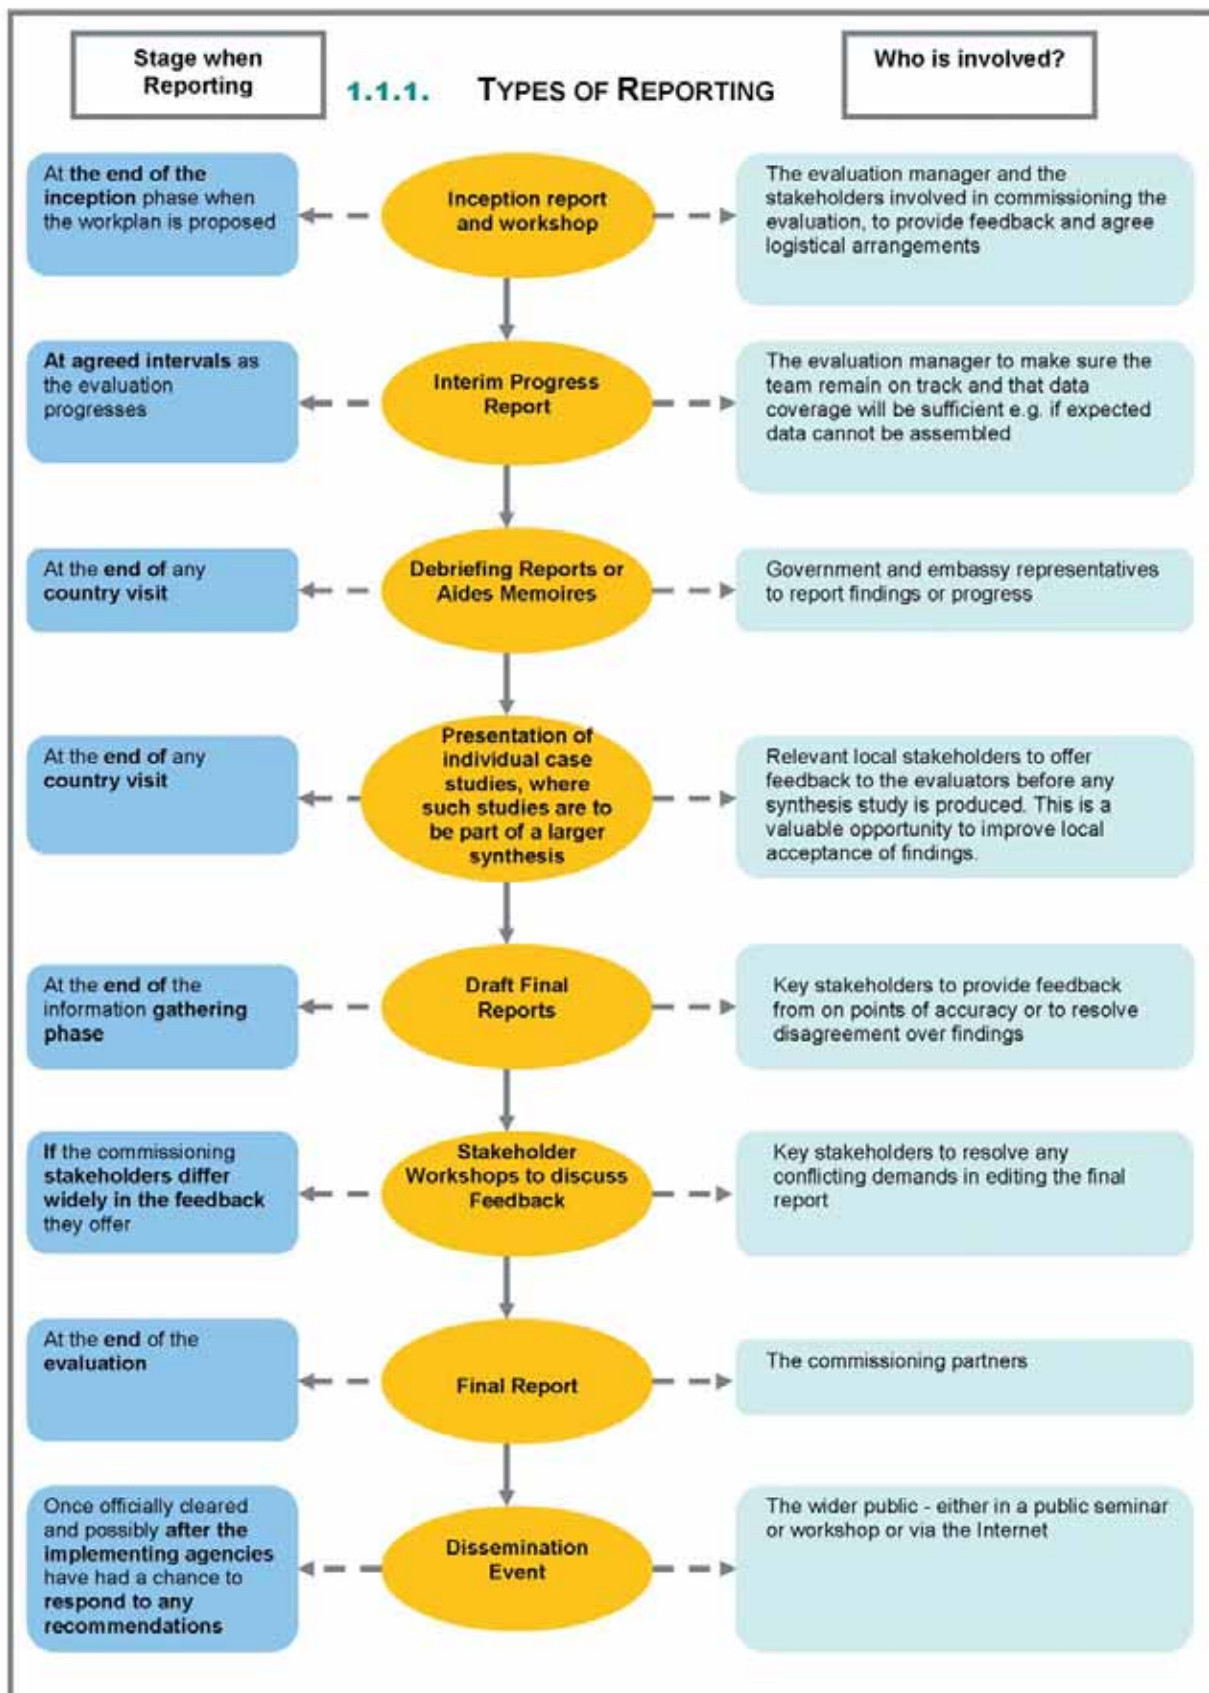 Stage when
Reporting
1.1.1. TYPES OF REPORTING
Who is involved?
At the end of the
inception phase when
the workplan is proposed
Inception report
and workshop
The evaluation manager and the
stakeholders involved in commissioning the
evaluation, to provide feedback and agree
logistical arrangements
At agreed intervals as
the evaluation
progresses
Interim Progress
Report
The evaluation manager to make sure the
team remain on track and that data
coverage will be sufficient e.g. if expected
data cannot be assembled
At the end of any
country visit
Debriefing Reports or
Aides Memoires
Government and embassy representatives
to report findings or progress
At the end of any
country visit
Presentation of
individual case
studies, where
such studies are to
be part of a larger
synthesis
Relevant local stakeholders to offer
feedback to the evaluators before any
synthesis study is produced. This is a
valuable opportunity to improve local
acceptance of findings.
At the end of the
information gathering
phase
Draft Final
Reports
Key stakeholders to provide feedback
from on points of accuracy or to resolve
disagreement over findings
If the commissioning
stakeholders differ
widely in the feedback
they offer
Stakeholder
Workshops to discuss
Feedback
Key stakeholders to resolve any
conflicting demands in editing the final
report
At the end of the
evaluation
Final Report
The commissioning partners
Once officially cleared
and possibly after the
implementing agencies
have had a chance to
respond to any
recommendations
Dissemination
Event
The wider public - either in a public seminar
or workshop or via the Internet